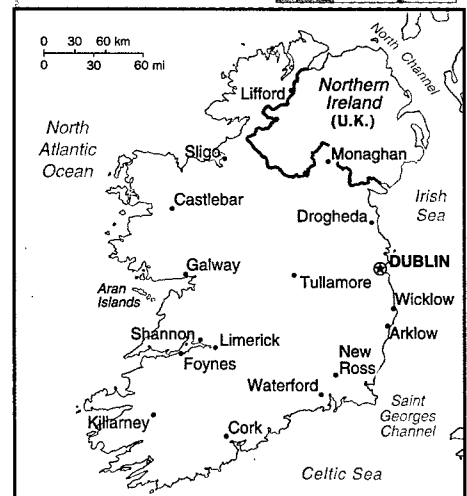 0 30 60 km
0 30 60 mi
North Channel
Lifford
Northern
Ireland
(U.K.)
North
Atlantic
Ocean
Sligo
Monaghan
Castlebar
Irish
Sea
Drogheda
DUBLIN
Galway
Tullamore
Aran
Islands
Wicklow
Arklow
Shannon
Limerick
Foynes
New
Ross
Waterford
Saint
Georges
Channel
Killarney
Cork
Celtic Sea